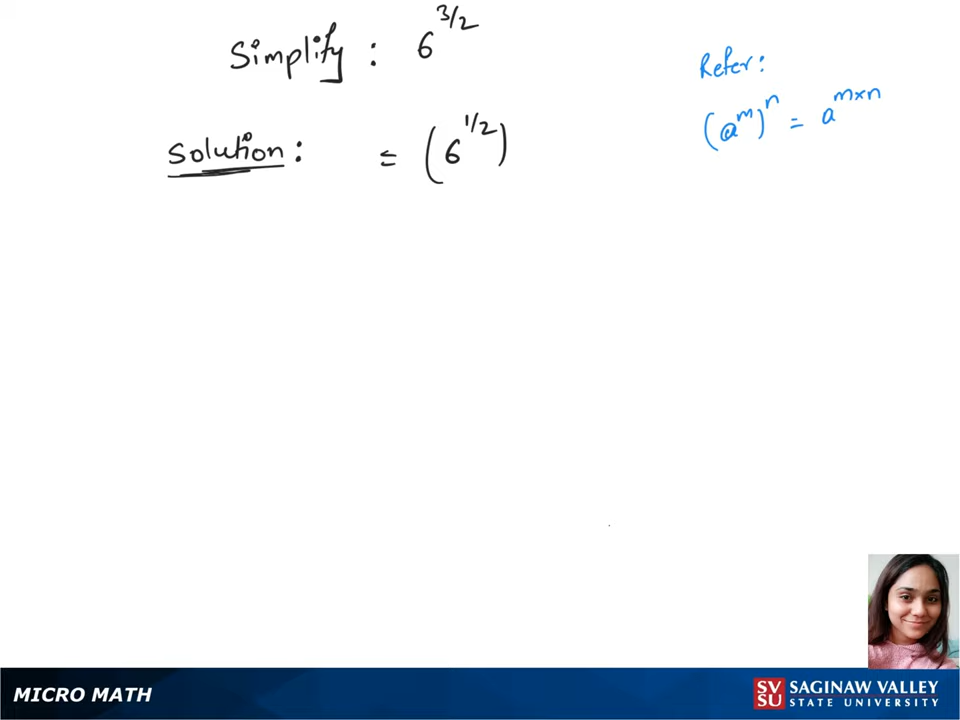 Simplify : 6^3/2
Refer :
(a^m)^n = a^m×n
Solution : = (6^1/2)
MICRO MATH
SV SU SAGINAW VALLEY
STATE UNIVERSITY